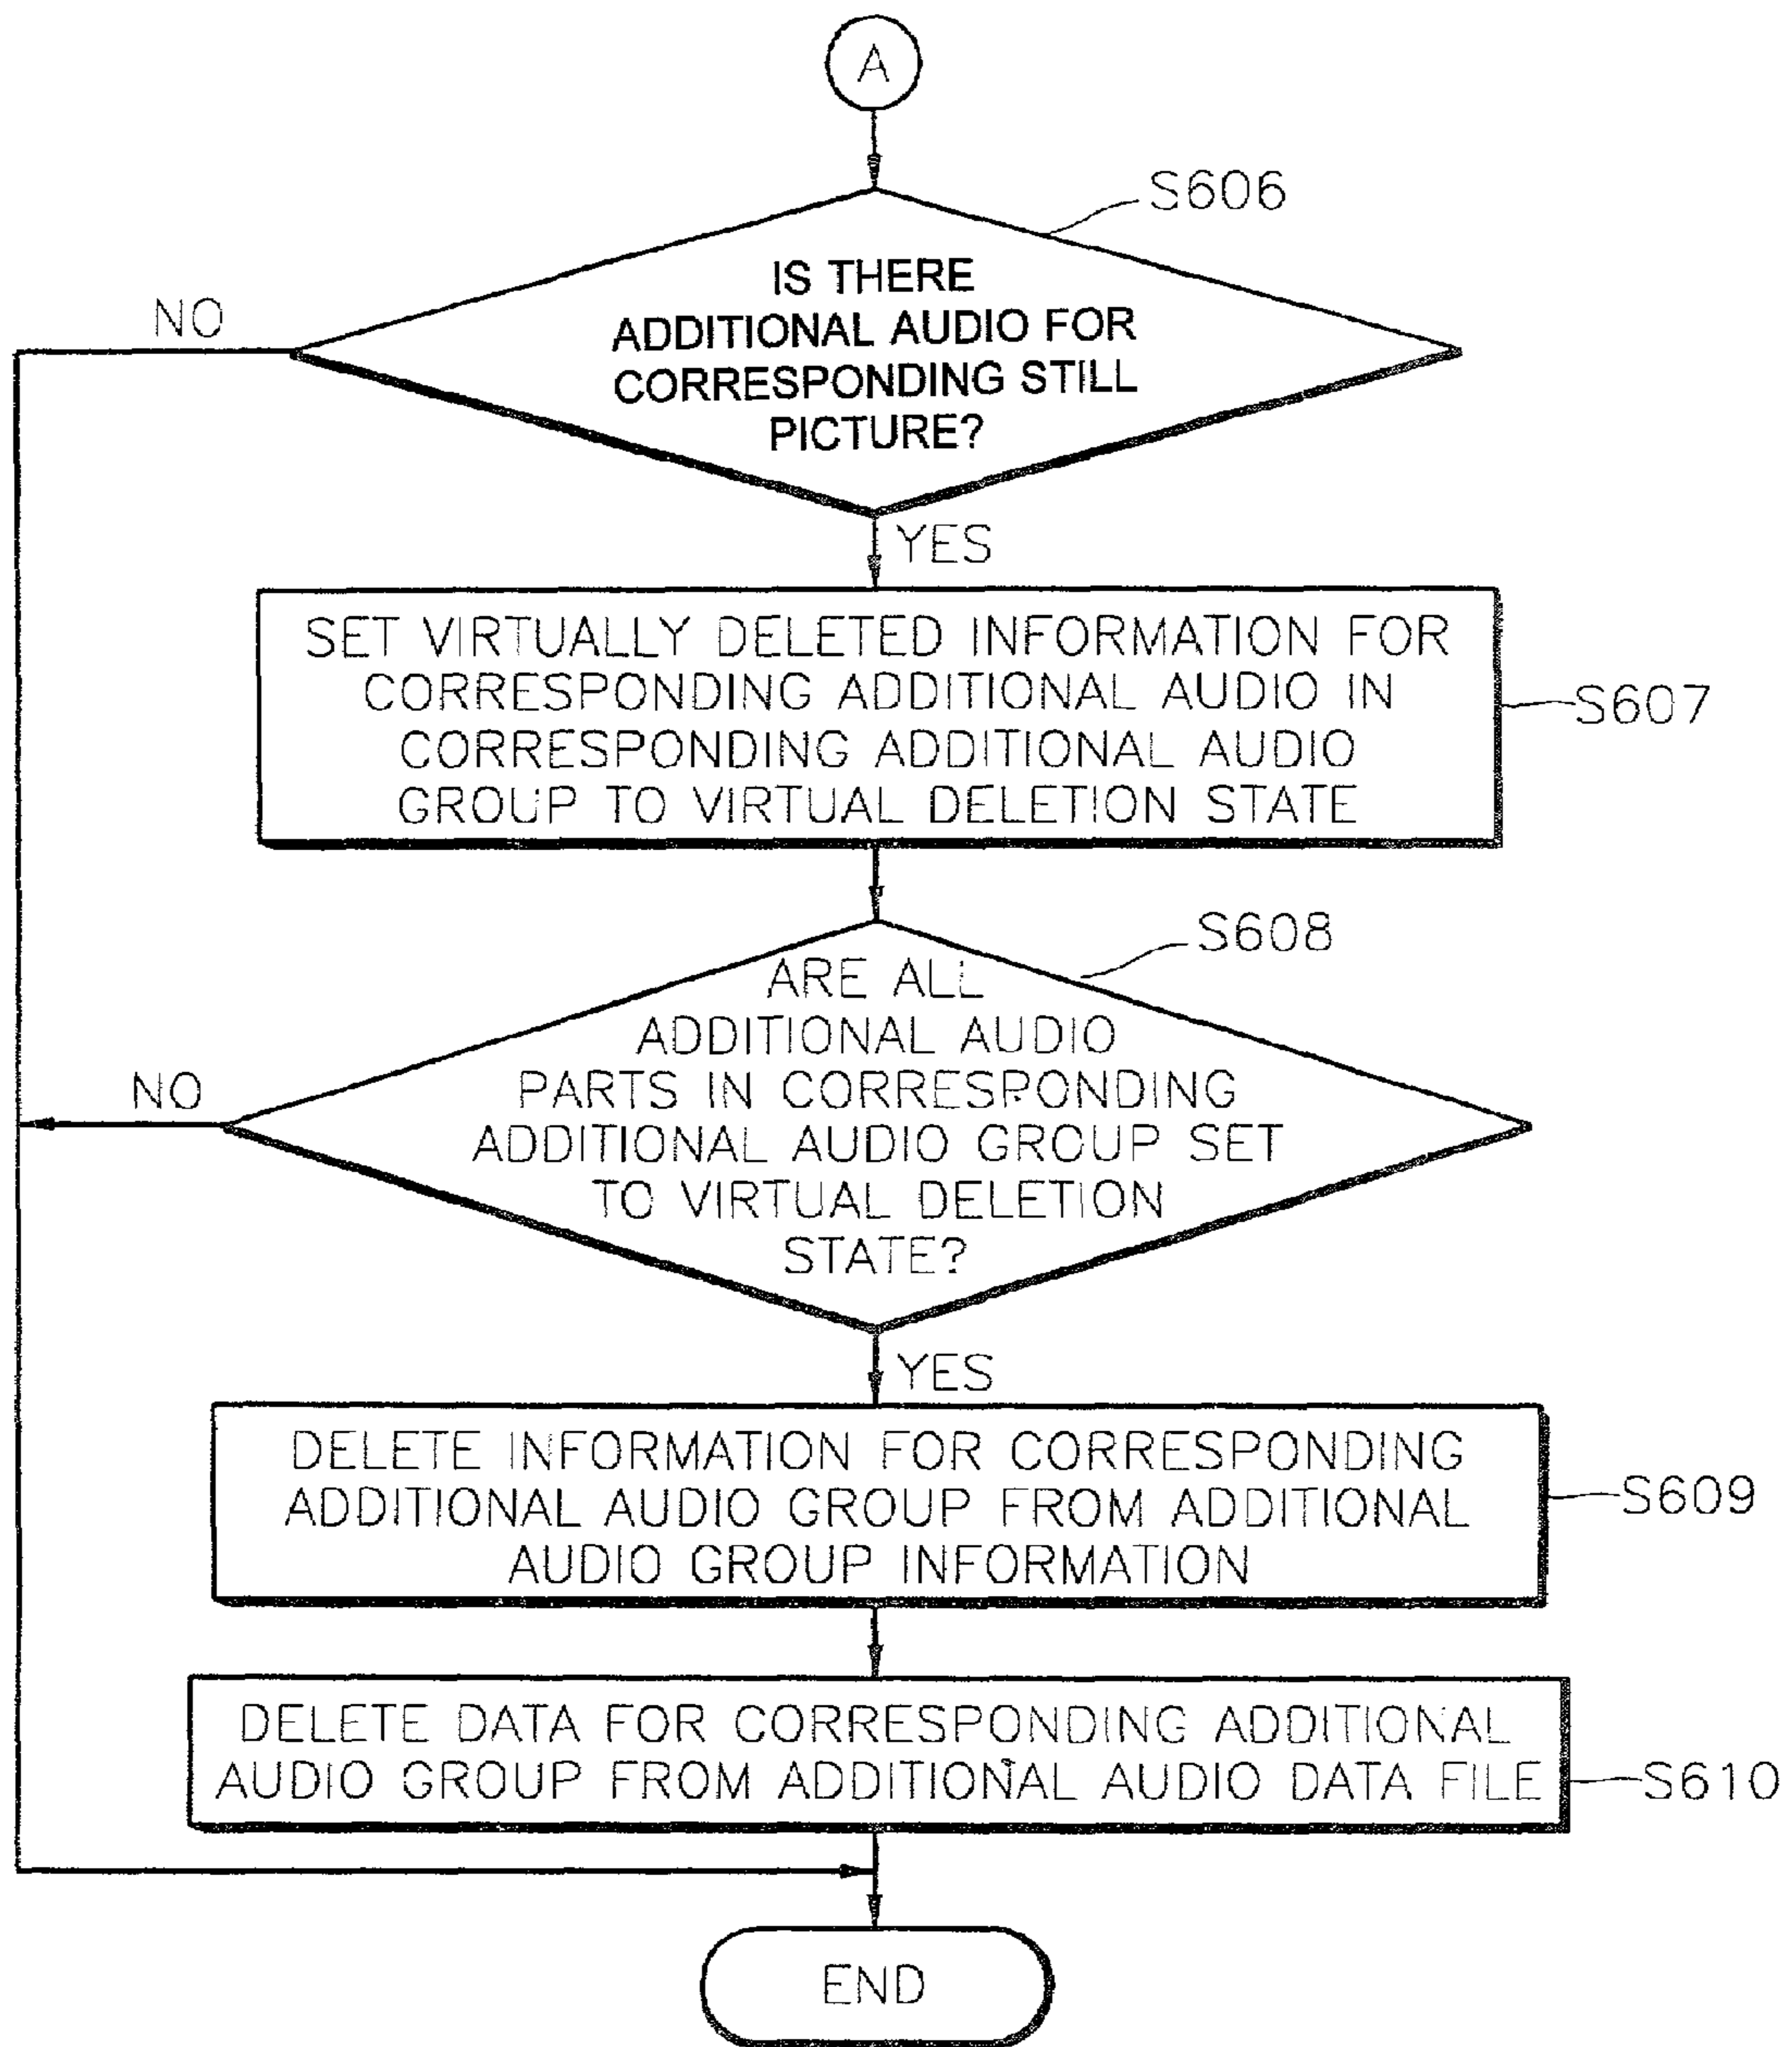 A
S606
IS THERE
ADDITIONAL AUDIO FOR
CORRESPONDING STILL
PICTURE?
NO
YES
SET VIRTUALLY DELETED INFORMATION FOR
CORRESPONDING ADDITIONAL AUDIO IN
CORRESPONDING ADDITIONAL AUDIO
GROUP TO VIRTUAL DELETION STATE
S607
S608
ARE ALL
ADDITIONAL AUDIO
PARTS IN CORRESPONDING
ADDITIONAL AUDIO GROUP SET
TO VIRTUAL DELETION
STATE?
NO
YES
DELETE INFORMATION FOR CORRESPONDING
ADDITIONAL AUDIO GROUP FROM ADDITIONAL
AUDIO GROUP INFORMATION
S609
DELETE DATA FOR CORRESPONDING ADDITIONAL
AUDIO GROUP FROM ADDITIONAL AUDIO DATA FILE
S610
END